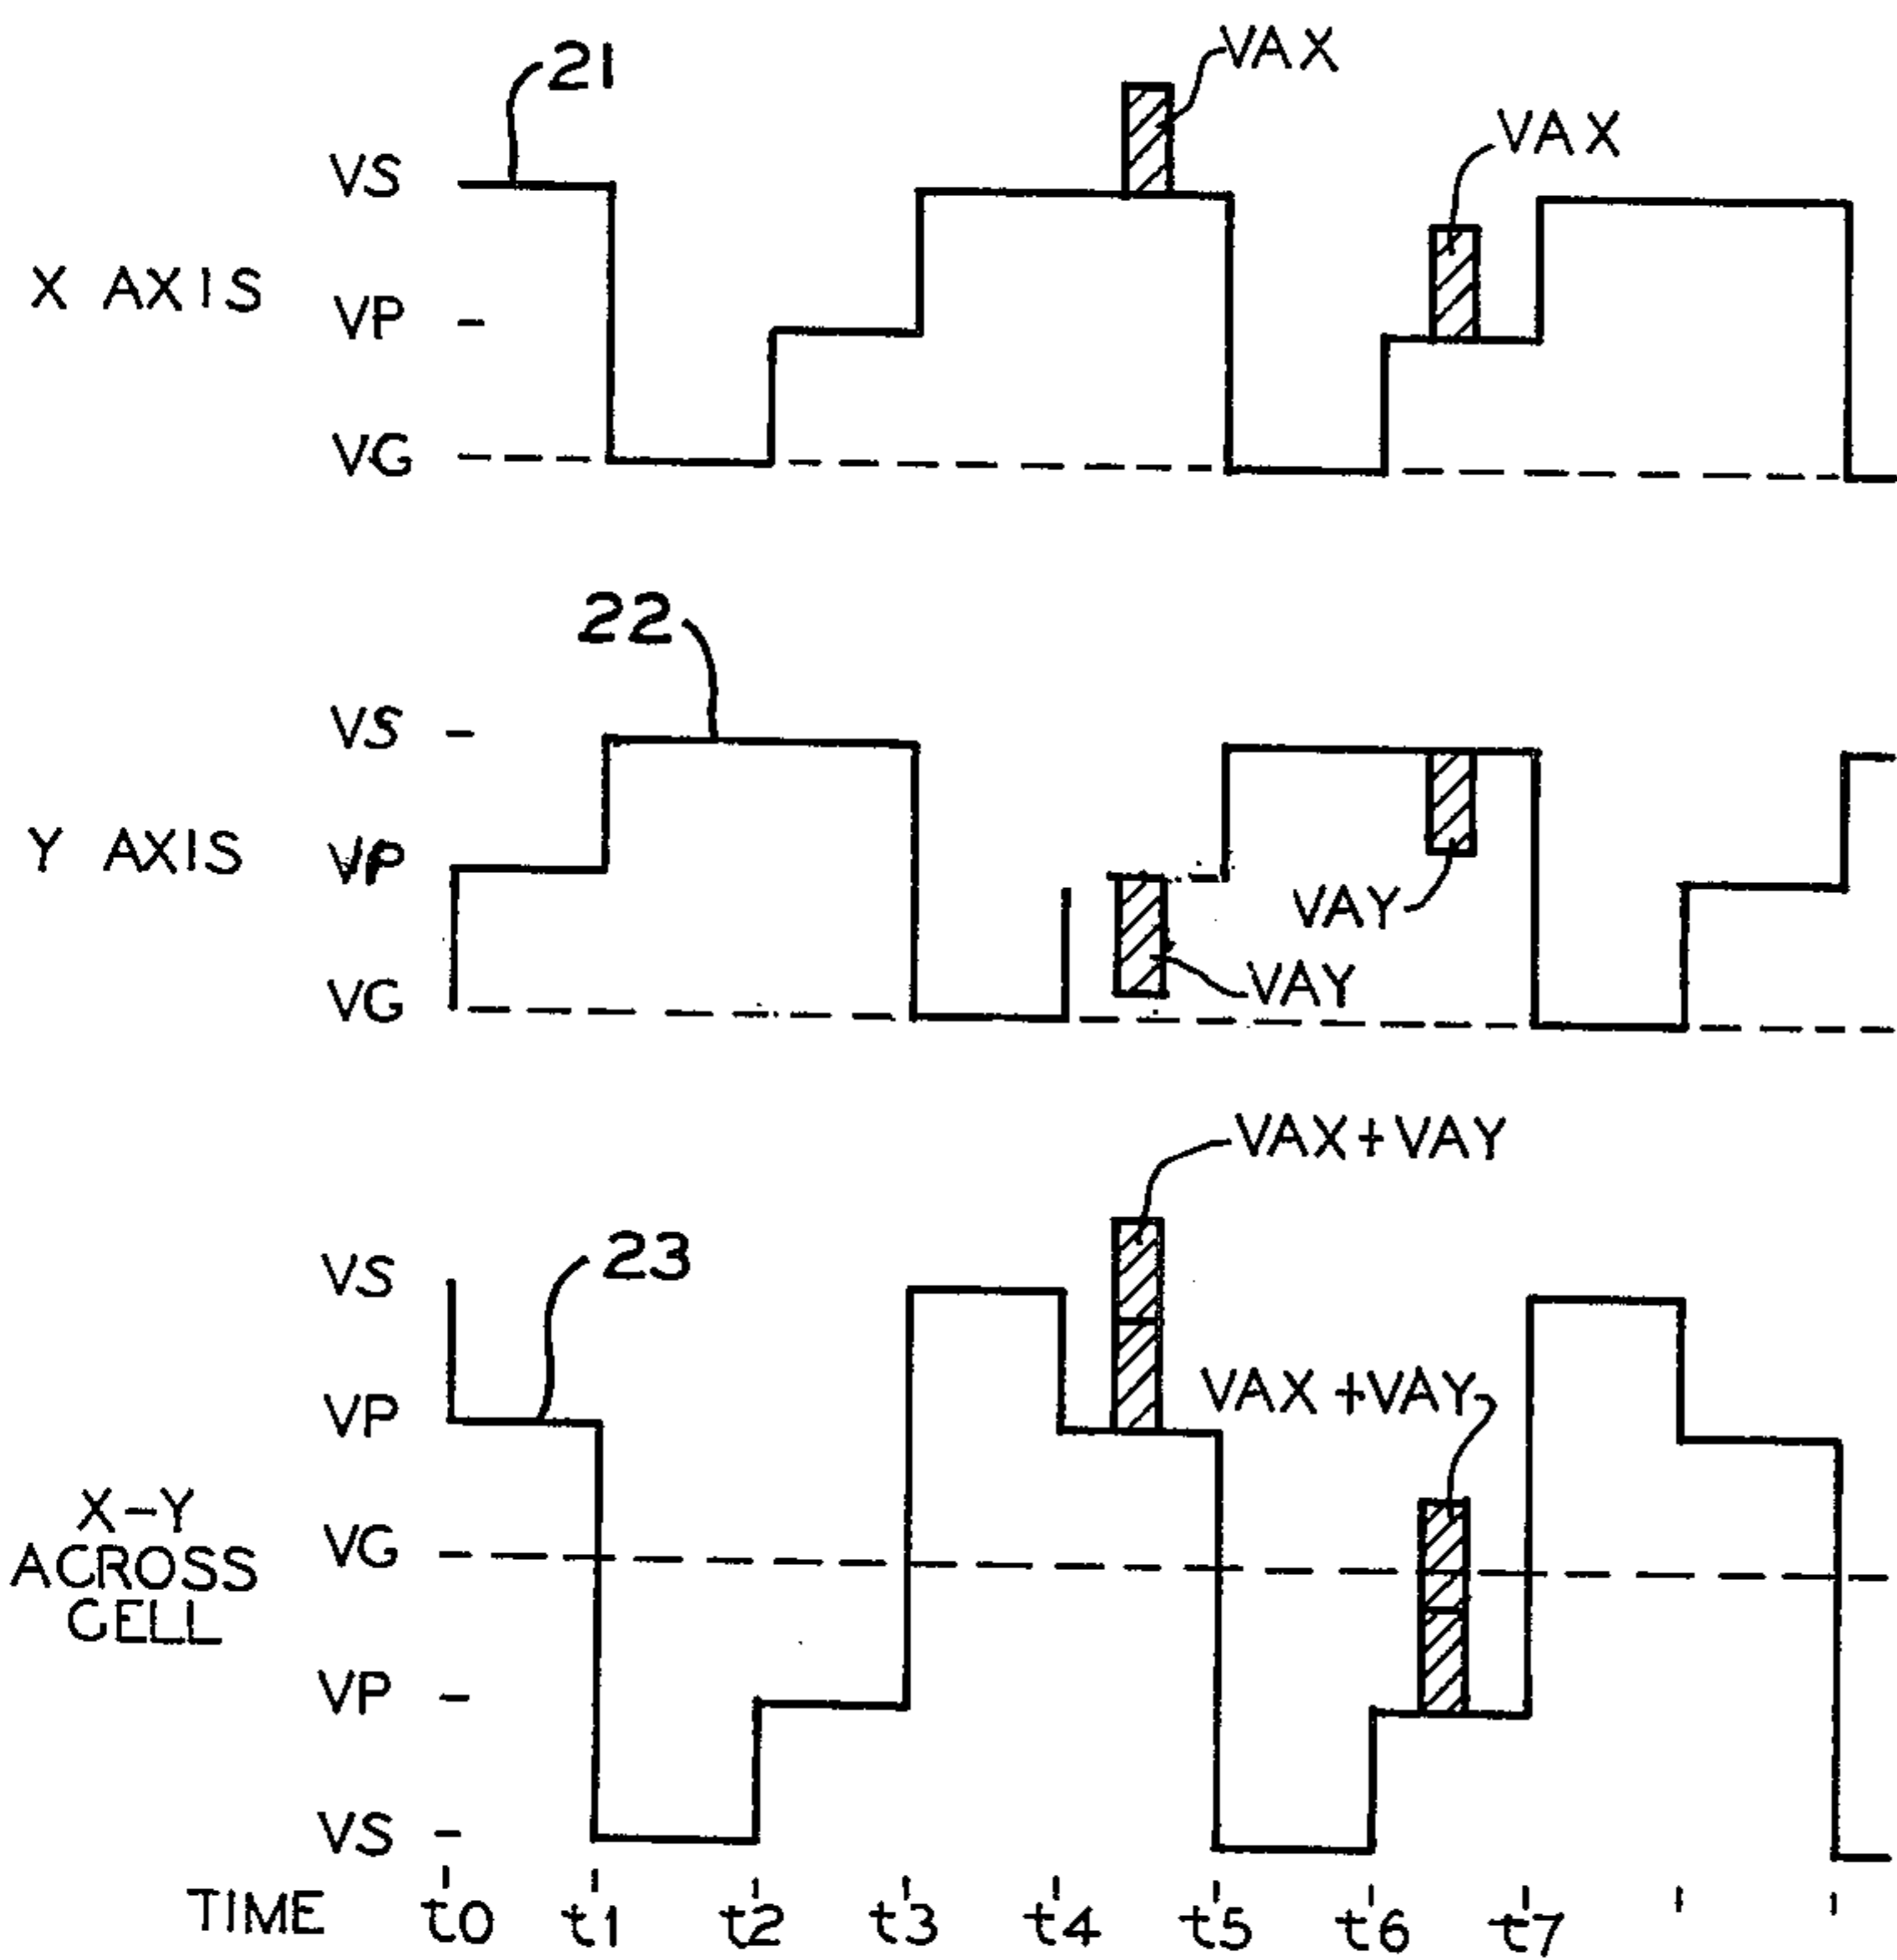 21
VAX
VAX
VS
X AXIS
VP
VG
22
VS
Y AXIS
VP
VAY
VG
VAY
VAX+VAY
VS
23
VP
VAX+VAY
X-Y
ACROSS
CELL
VG
VP
VS
TIME t0 t1 t2 t3 t4 t5 t6 t7